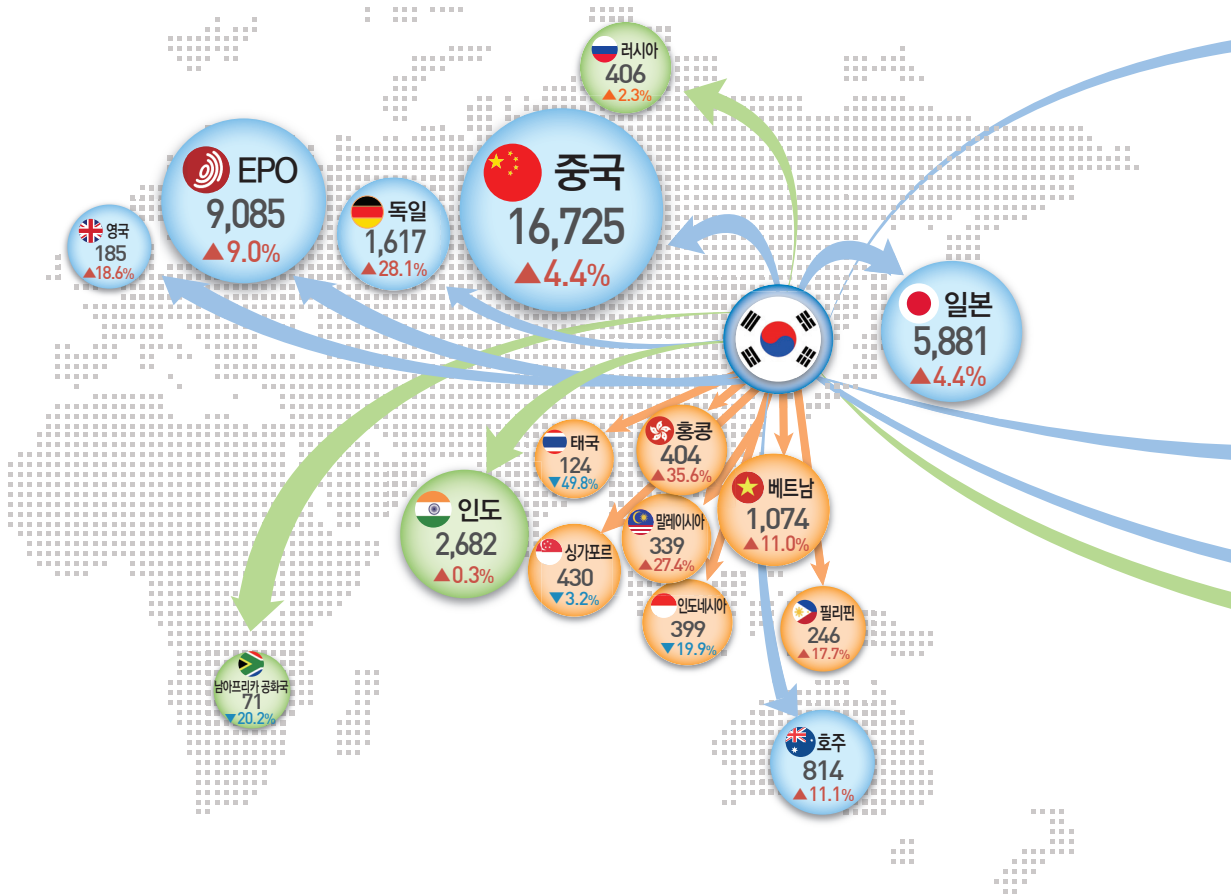 러시아
406
▲2.3%
EPO
9,085
▲9.0%
중국
16,725
▲4.4%
독일
1,617
▲28.1%
영국
185
▲18.6%
일본
5,881
▲4.4%
태국
124
▼49.8%
홍콩
404
▲35.6%
베트남
1,074
▲11.0%
인도
2,682
▲0.3%
싱가포르
430
▼3.2%
말레이시아
339
▲27.4%
인도네시아
399
▼19.9%
필리핀
246
▲17.7%
남아프리카 공화국
71
▼20.2%
호주
814
▲11.1%